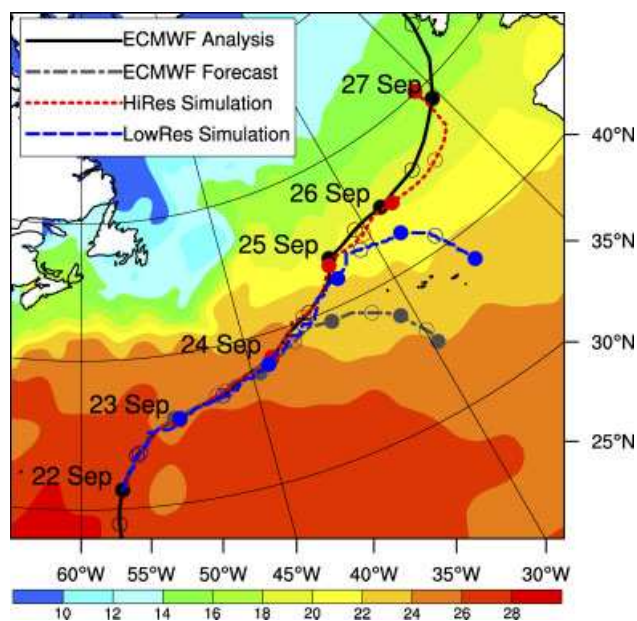 ECMWF Analysis
ECMWF Forecast
HiRes Simulation
LowRes Simulation
27 Sep
26 Sep
25 Sep
24 Sep
23 Sep
22 Sep
40°N
35°N
30°N
25°N
60°W 55°W 50°W 45°W 40°W 35°W 30°W
10 12 14 16 18 20 22 24 26 28